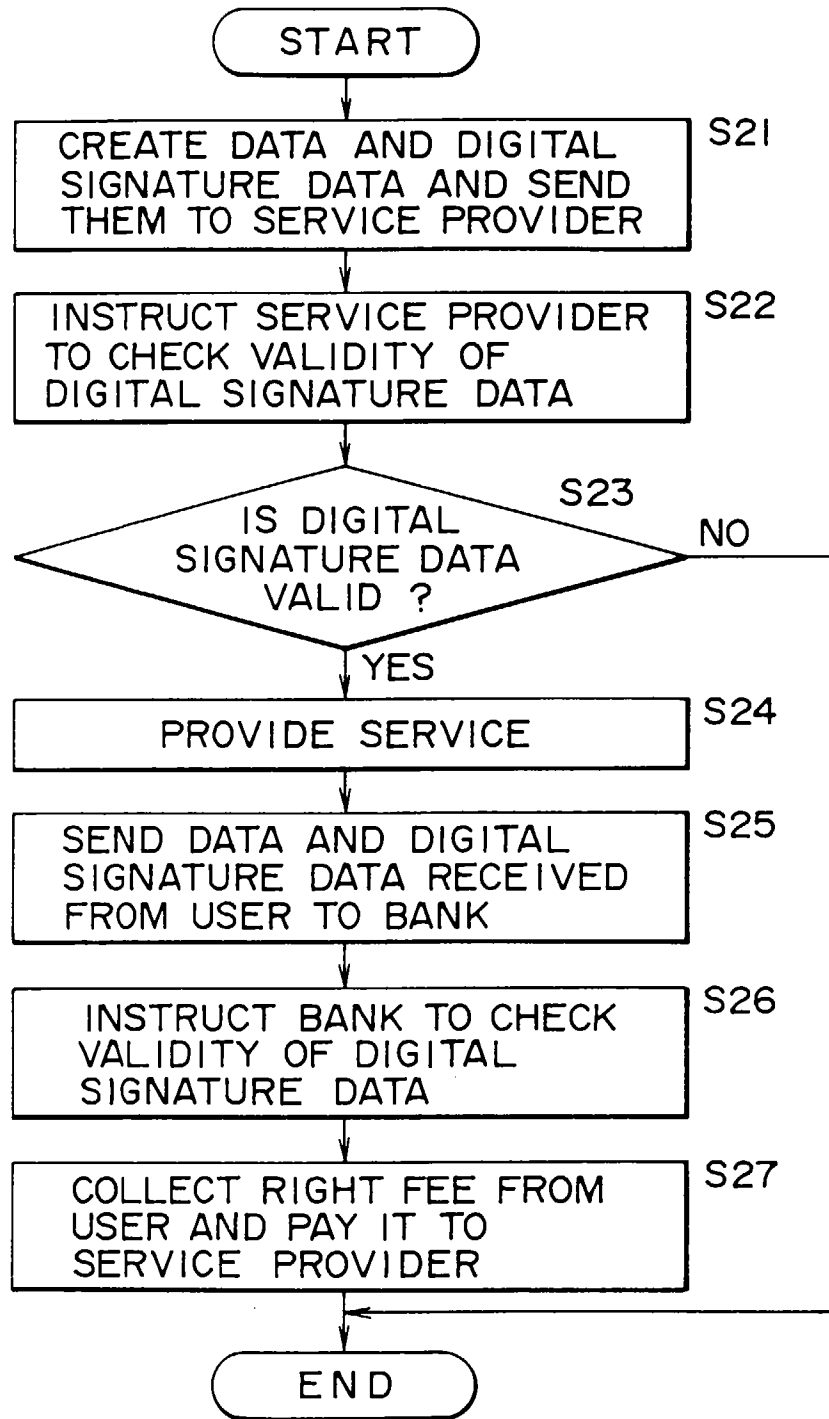 START
S21
CREATE DATA AND DIGITAL
SIGNATURE DATA AND SEND
THEM TO SERVICE PROVIDER
S22
INSTRUCT SERVICE PROVIDER
TO CHECK VALIDITY OF
DIGITAL SIGNATURE DATA
S23
IS DIGITAL
SIGNATURE DATA
VALID ?
NO
YES
S24
PROVIDE SERVICE
S25
SEND DATA AND DIGITAL
SIGNATURE DATA RECEIVED
FROM USER TO BANK
S26
INSTRUCT BANK TO CHECK
VALIDITY OF DIGITAL
SIGNATURE DATA
S27
COLLECT RIGHT FEE FROM
USER AND PAY IT TO
SERVICE PROVIDER
END